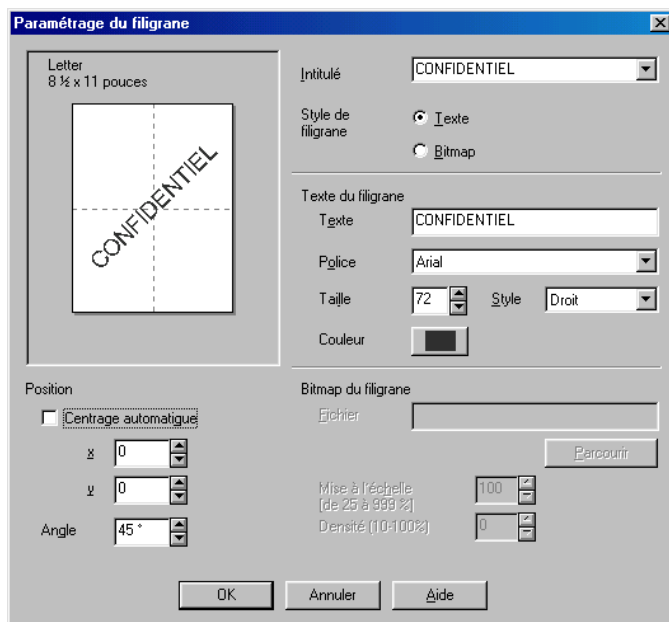 Paramétrage du filigrane
Letter
8 ½ x 11 pouces
CONFIDENTIEL
Intitulé CONFIDENTIEL
Style de filigrane
Texte
Bitmap
Texte du filigrane
Texte CONFIDENTIEL
Police Arial
Taille 72 Style Droit
Couleur
Position
Centrage automatique
x 0
y 0
Angle 45 °
Bitmap du filigrane
Fichier
Parcourir
Mise à l'échelle 100
[de 25 à 999 %]
Densité (10-100%) 0
OK Annuler Aide